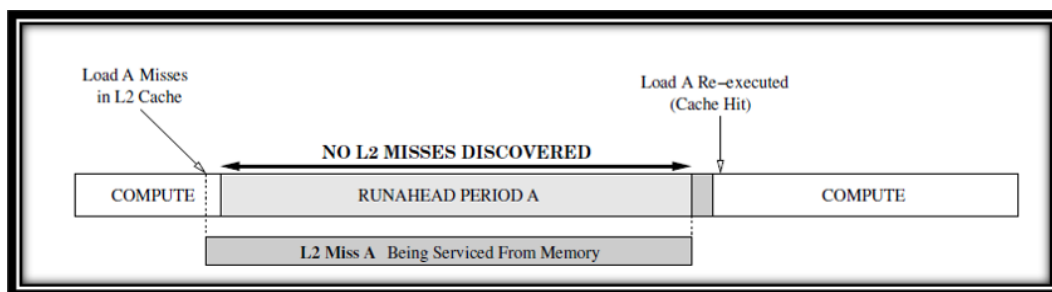 Load A Misses
in L2 Cache
Load A Re-executed
(Cache Hit)
NO L2 MISSES DISCOVERED
COMPUTE
RUNAHEAD PERIOD A
COMPUTE
L2 Miss A Being Serviced From Memory